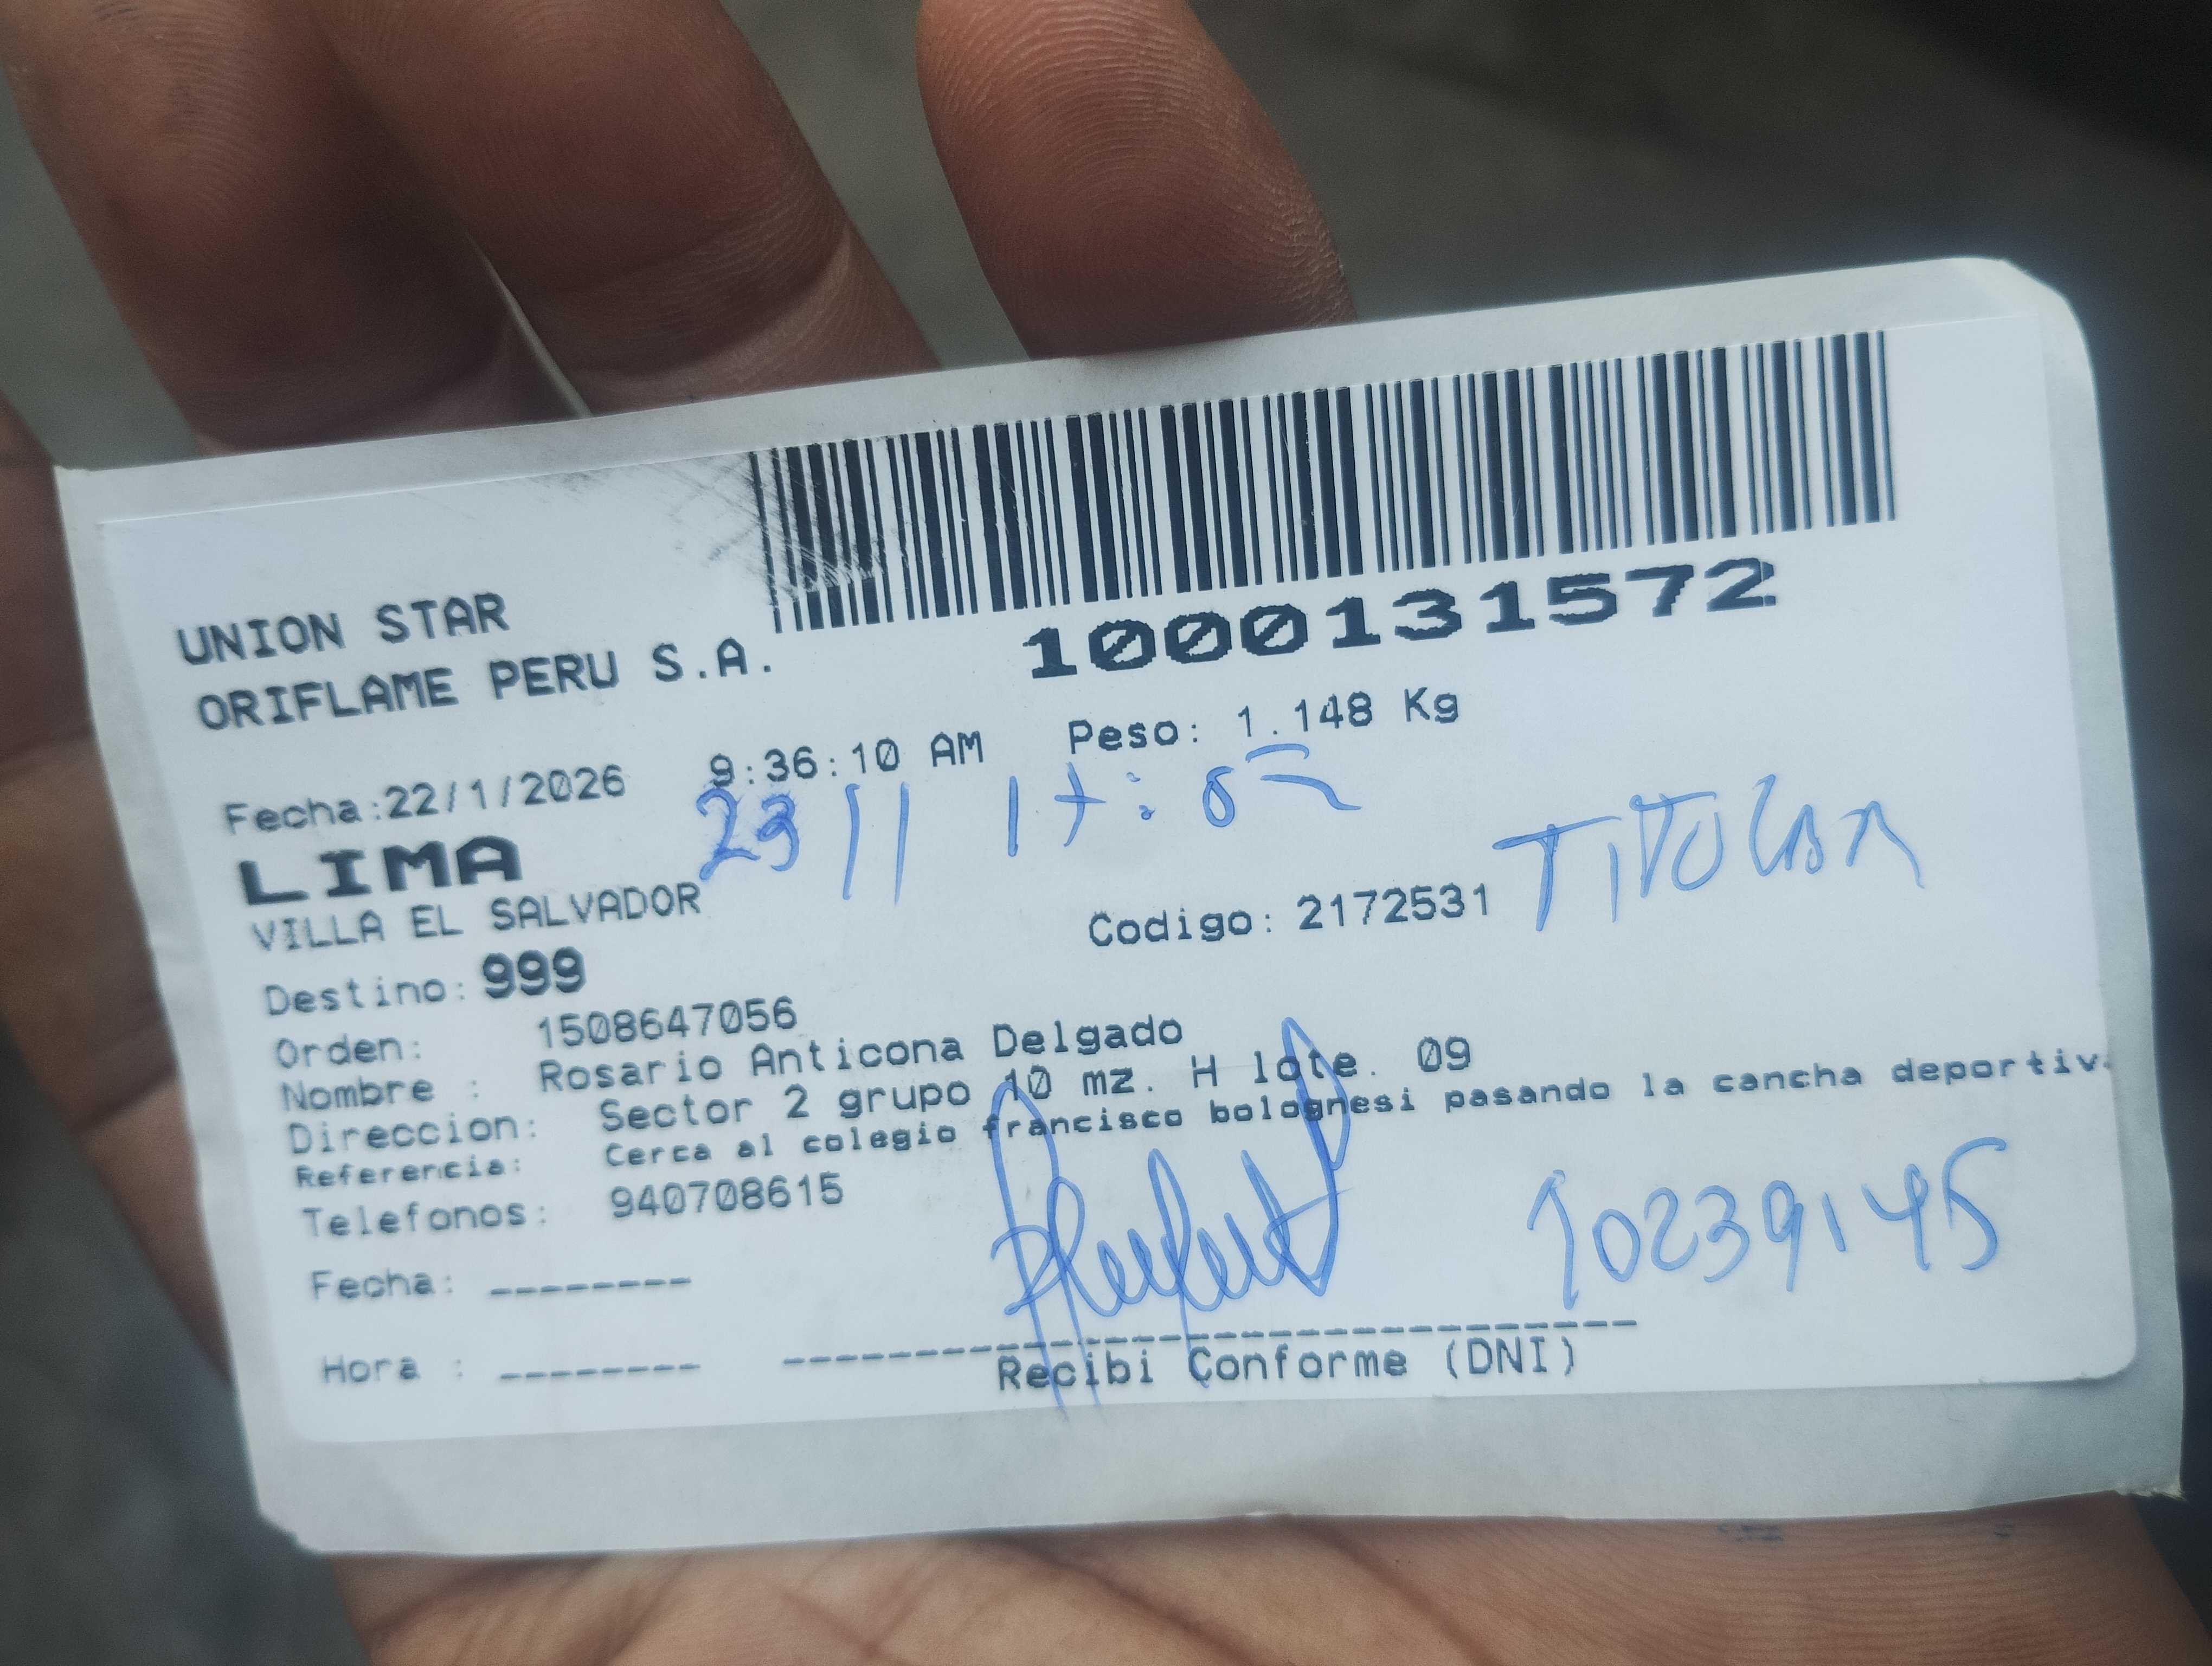 1000131572
UNION STAR
ORIFLAME PERU S.A.
Fecha:22/1/2026 9:36:10 AM Peso: 1.148 Kg
LIMA 23/1 17:02
VILLA EL SALVADOR Codigo: 2172531 TITULAR
Destino: 999
Orden: 1508647056
Nombre : Rosario Anticona Delgado
Direccion: Sector 2 grupo 10 mz. H lote. 09
Referencia: Cerca al colegio francisco bolognesi pasando la cancha deportiv
Telefonos: 940708615
10239145
Fecha: --------
Hora : --------
Recibi Conforme (DNI)